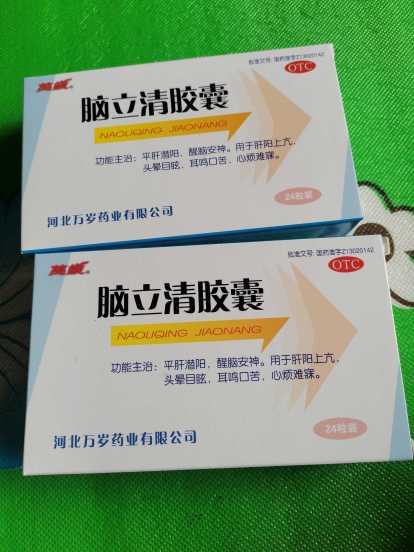 批准文号: 国药准字Z13020142
OTC
万岁
脑立清胶囊
NAOLIQING JIAONANG
功能主治：平肝潜阳，醒脑安神。用于肝阳上亢，
头晕目眩，耳鸣口苦，心烦难寐。
24粒装
河北万岁药业有限公司
批准文号: 国药准字Z13020142
OTC
脑立清胶囊
NAOLIQING JIAONANG
功能主治：平肝潜阳，醒脑安神。用于肝阳上亢，
头晕目眩，耳鸣口苦，心烦难寐。
24粒装
河北万岁药业有限公司